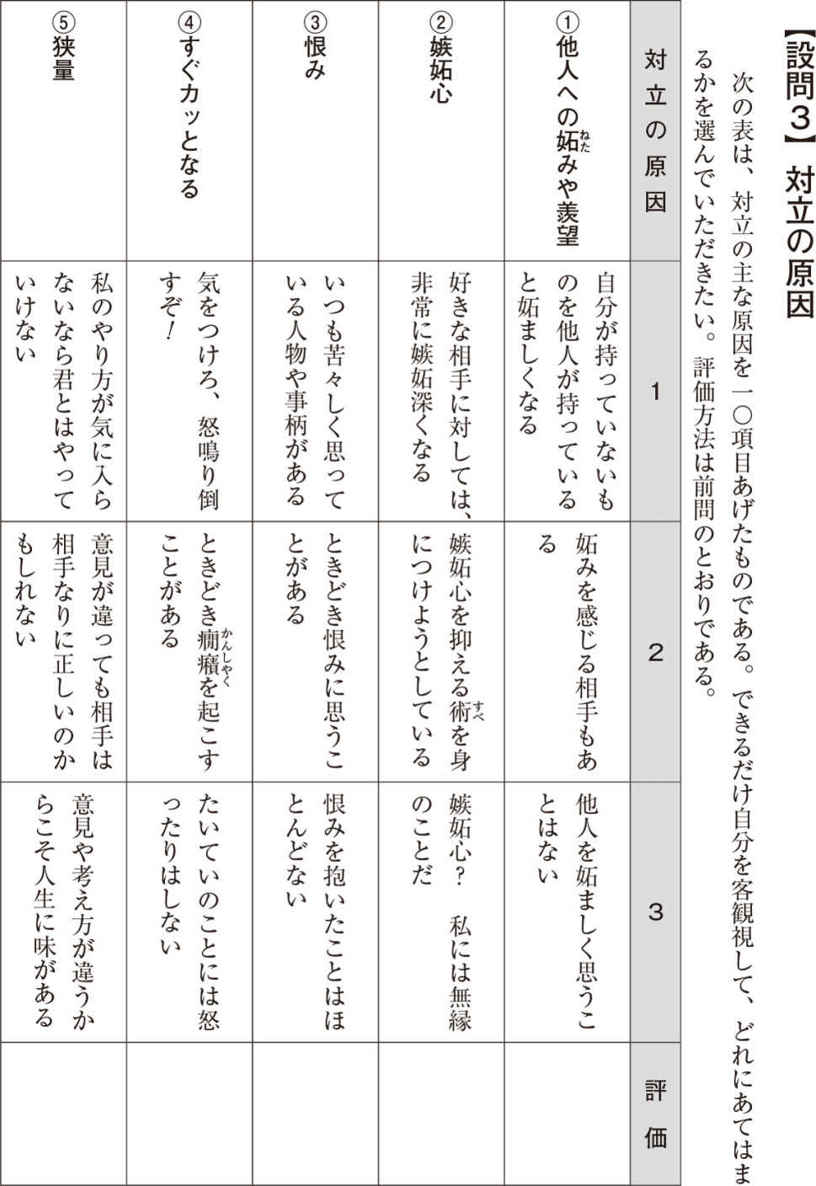 【設問３】 対立の原因
次の表は、対立の主な原因を一〇項目あげたものである。できるだけ自分を客観視して、どれにあてはま
るかを選んでいただきたい。評価方法は前問のとおりである。
対立の原因
1
2
3
評価
①他人への妬みや羨望
ねた
自分が持っていないも
のを他人が持っている
と妬ましくなる
妬みを感じる相手もあ
る
他人を妬ましく思うこ
とはない
②嫉妬心
好きな相手に対しては、
非常に嫉妬深くなる
嫉妬心を抑える術を身
すべ
につけようとしている
嫉妬心？　私には無縁
のことだ
③恨み
いつも苦々しく思って
いる人物や事柄がある
ときどき恨みに思うこ
とがある
恨みを抱いたことはほ
とんどない
④すぐカッとなる
気をつけろ、怒鳴り倒
すぞ！
ときどき癇癪を起こす
かんしゃく
ことがある
たいていのことには怒
ったりはしない
⑤狭量
私のやり方が気に入ら
ないなら君とはやって
いけない
意見が違っても相手は
相手なりに正しいのか
もしれない
意見や考え方が違うか
らこそ人生に味がある